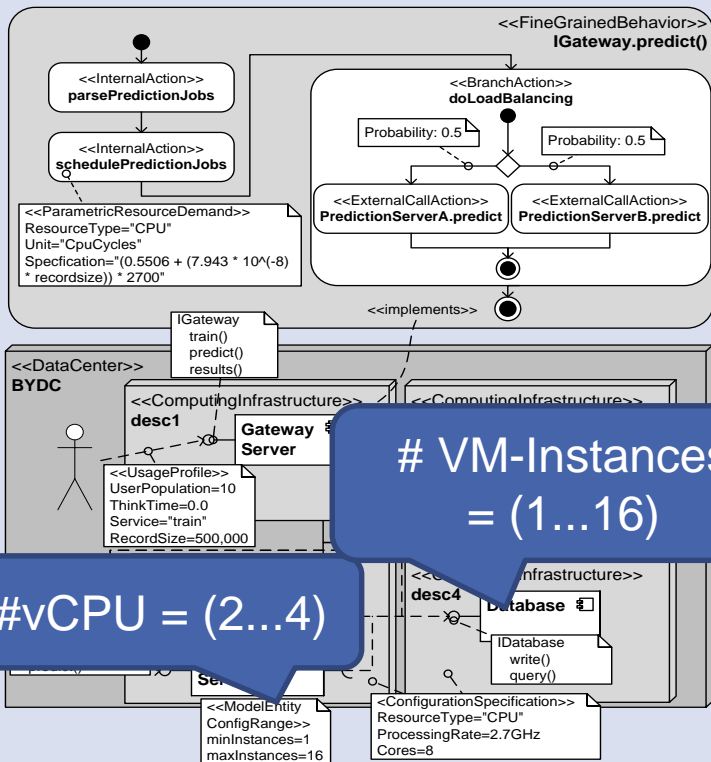 <<FineGrainedBehavior>>
IGateway.predict()
<<InternalAction>>
parsePredictionJobs
<<InternalAction>>
schedulePredictionJobs
<<ParametricResourceDemand>>
ResourceType="CPU"
Unit="CpuCycles"
Specfication="(0.5506 + (7.943 * 10^(-8)
* recordsize)) * 2700"
<<BranchAction>>
doLoadBalancing
Probability: 0.5
Probability: 0.5
<<ExternalCallAction>>
PredictionServerA.predict
<<ExternalCallAction>>
PredictionServerB.predict
<<implements>>
IGateway
train()
predict()
results()
<<DataCenter>>
BYDC
<<ComputingInfrastructure>>
desc1
Gateway
Server
<<ComputingInfrastructure>>
<<UsageProfile>>
UserPopulation=10
ThinkTime=0.0
Service="train"
RecordSize=500,000
# VM-Instances
= (1...16)
#vCPU = (2...4)
nfrastructure>>
desc4
Database
IDatabase
write()
query()
<<ModelEntity
ConfigRange>>
minInstances=1
maxInstances=16
<ConfigurationSpecification>>
ResourceType="CPU"
ProcessingRate=2.7GHz
Cores=8